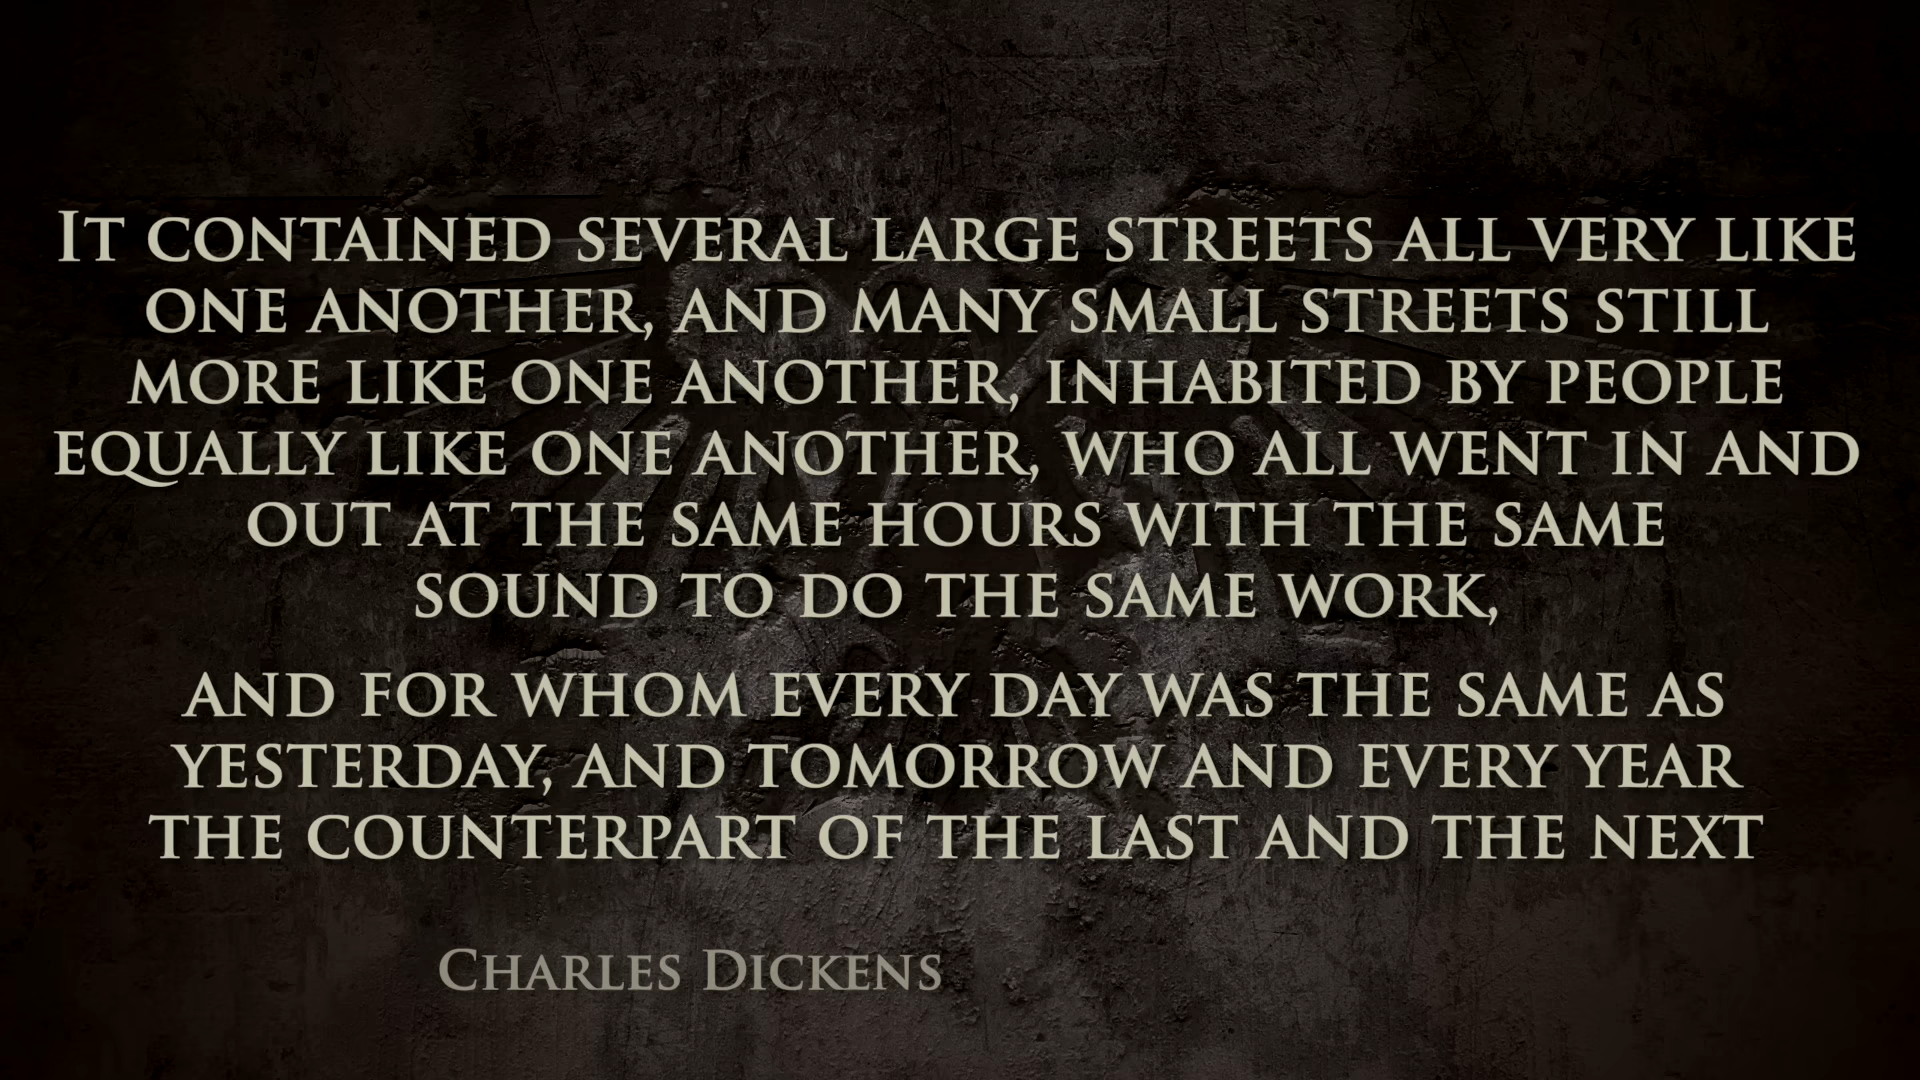 It contained several large streets all very like
one another, and many small streets still
more like one another, inhabited by people
equally like one another, who all went in and
out at the same hours with the same
sound to do the same work,
and for whom every day was the same as
yesterday, and tomorrow and every year
the counterpart of the last and the next
Charles Dickens